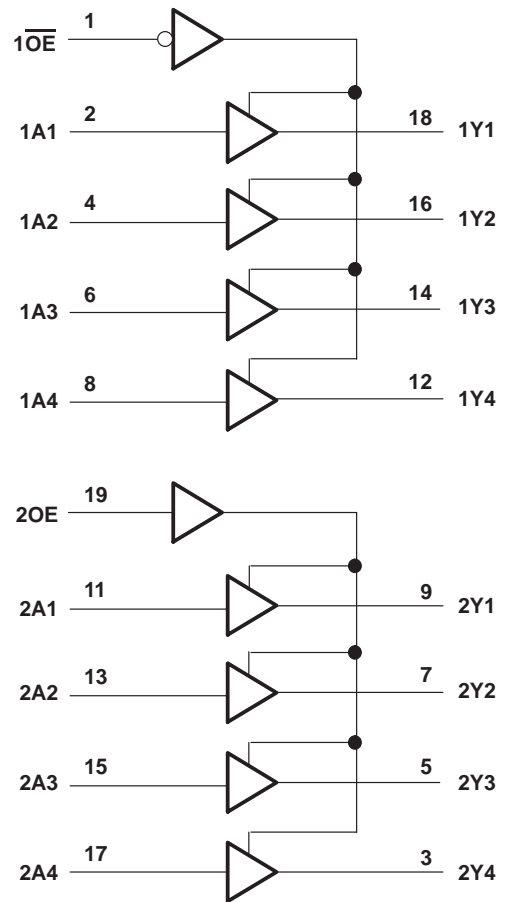 1O̅E̅ 1
1A1 2 18 1Y1
1A2 4 16 1Y2
1A3 6 14 1Y3
1A4 8 12 1Y4
2OE 19
2A1 11 9 2Y1
2A2 13 7 2Y2
2A3 15 5 2Y3
2A4 17 3 2Y4